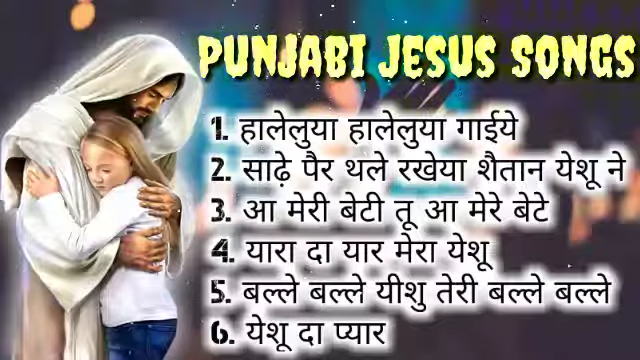 PUNJABI JESUS SONGS
1. हालेलुया हालेलुया गाईये
2. साढ़े पैर थले रखेया शैतान येशू ने
3. आ मेरी बेटी तू आ मेरे बेटे
4. यारा दा यार मेरा येशू
5. बल्ले बल्ले यीशु तेरी बल्ले बल्ले
6. येशू दा प्यार